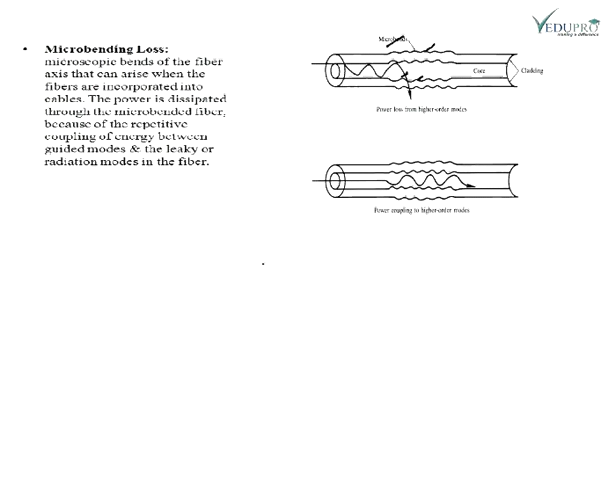 VEDUPRO
• Microbending Loss:
microscopic bends of the fiber
axis that can arise when the
fibers are incorporated into
cables. The power is dissipated
through the microbended fiber,
because of the repetitive
coupling of energy between
guided modes & the leaky or
radiation modes in the fiber.
Core
Cladding
Power loss from higher-order modes
Power coupling to higher-order modes